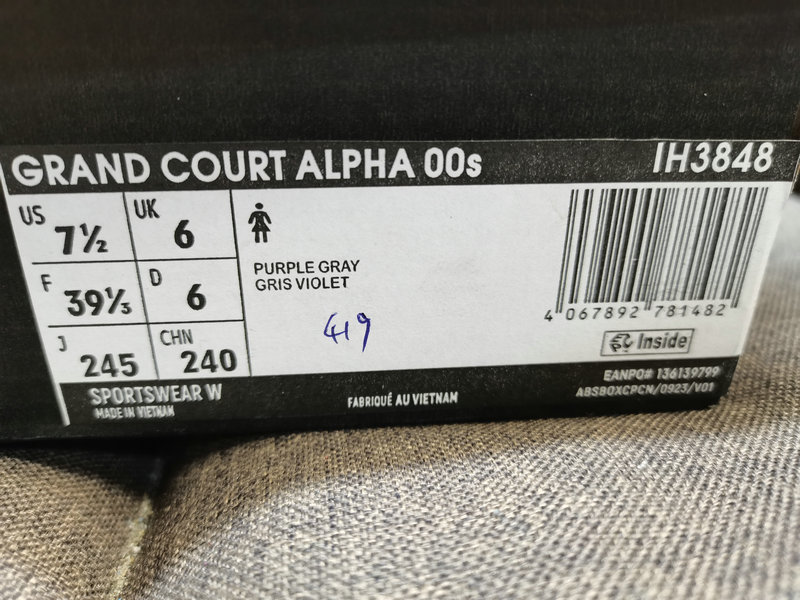 GRAND COURT ALPHA 00s
IH3848
US 7½
UK 6
F 39⅓
D 6
J 245
CHN 240
PURPLE GRAY
GRIS VIOLET
419
4 067892 781482
Inside
EANPO# 136139799
ABSBOXCPCN/0923/V01
SPORTSWEAR W
MADE IN VIETNAM
FABRIQUÉ AU VIETNAM